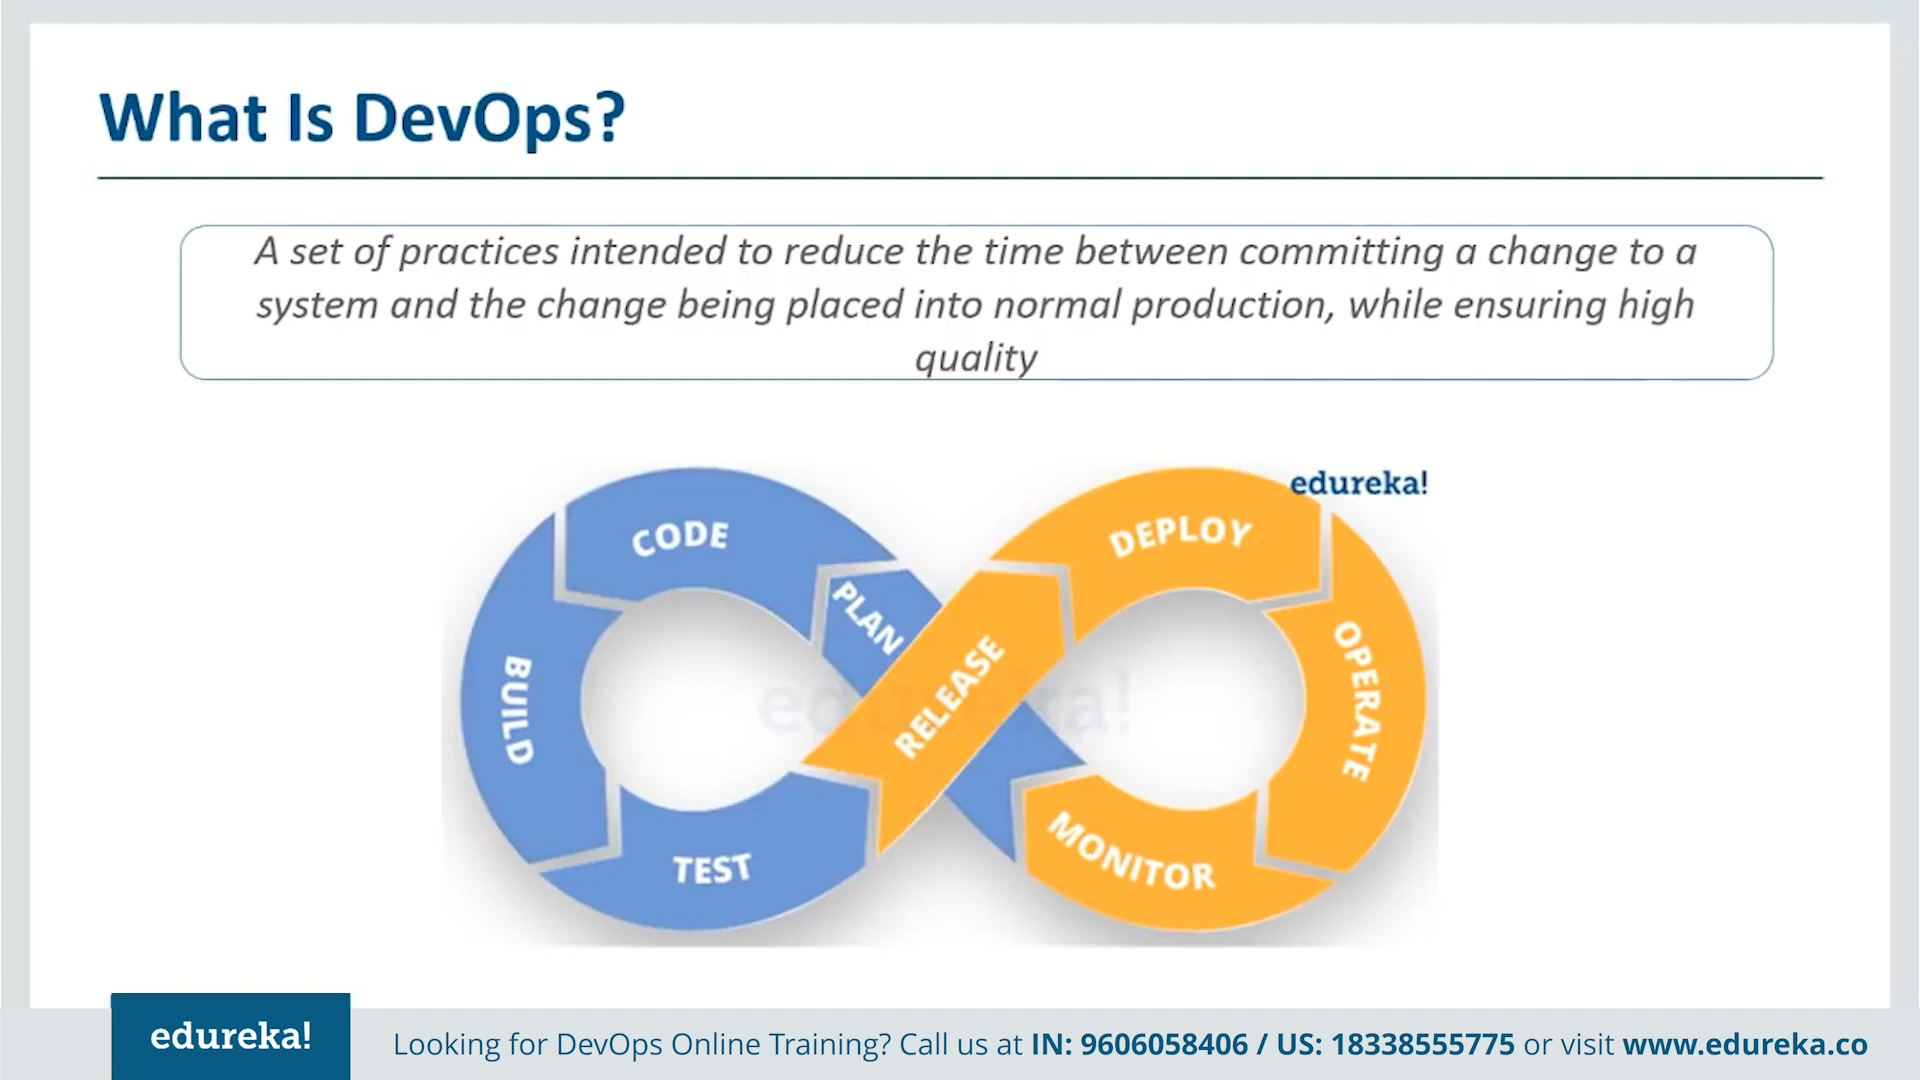 What Is DevOps?
A set of practices intended to reduce the time between committing a change to a
system and the change being placed into normal production, while ensuring high
quality
edureka!
CODE
DEPLOY
PLAN
OPERATE
BUILD
RELEASE
edureka!
MONITOR
TEST
edureka!
Looking for DevOps Online Training? Call us at IN: 9606058406 / US: 18338555775 or visit www.edureka.co